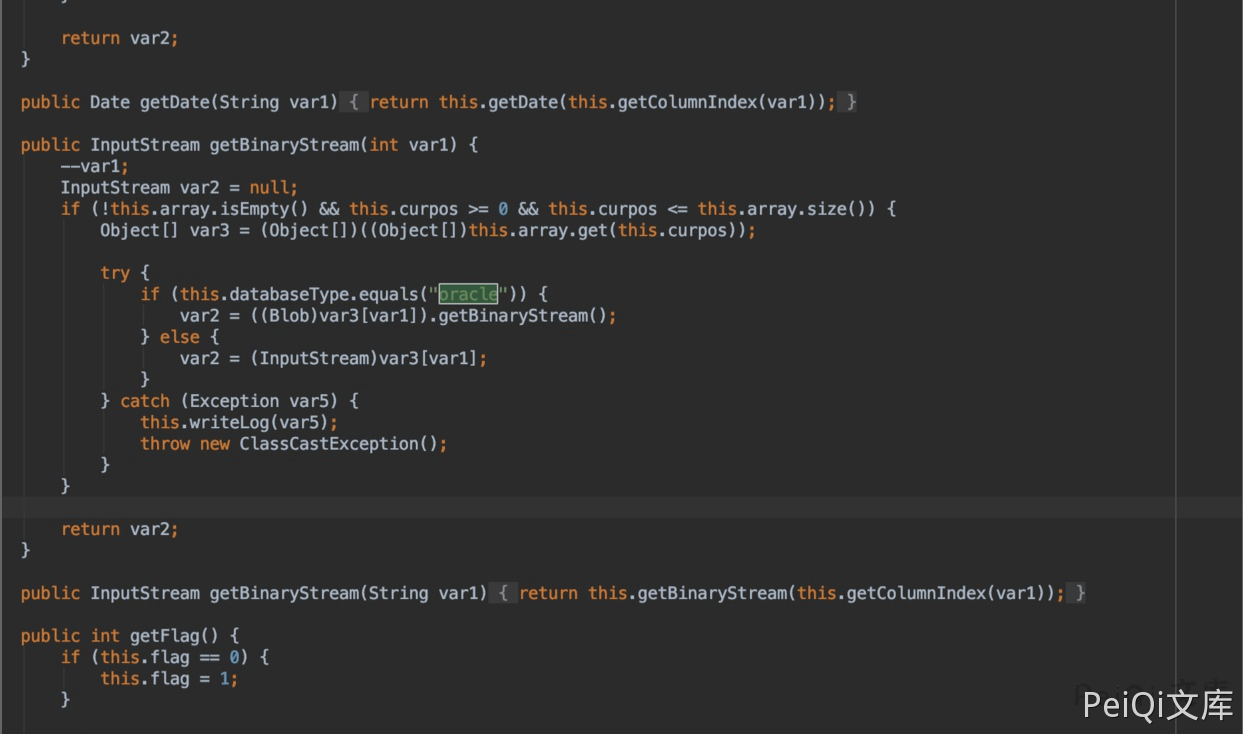 return var2;
}
public Date getDate(String var1) { return this.getDate(this.getColumnIndex(var1)); }
public InputStream getBinaryStream(int var1) {
--var1;
InputStream var2 = null;
if (!this.array.isEmpty() && this.curpos >= 0 && this.curpos <= this.array.size()) {
Object[] var3 = (Object[])((Object[])this.array.get(this.curpos));
try {
if (this.databaseType.equals("oracle")) {
var2 = ((Blob)var3[var1]).getBinaryStream();
} else {
var2 = (InputStream)var3[var1];
}
} catch (Exception var5) {
this.writeLog(var5);
throw new ClassCastException();
}
}
return var2;
}
public InputStream getBinaryStream(String var1) { return this.getBinaryStream(this.getColumnIndex(var1)); }
public int getFlag() {
if (this.flag == 0) {
this.flag = 1;
}
PeiQi文库